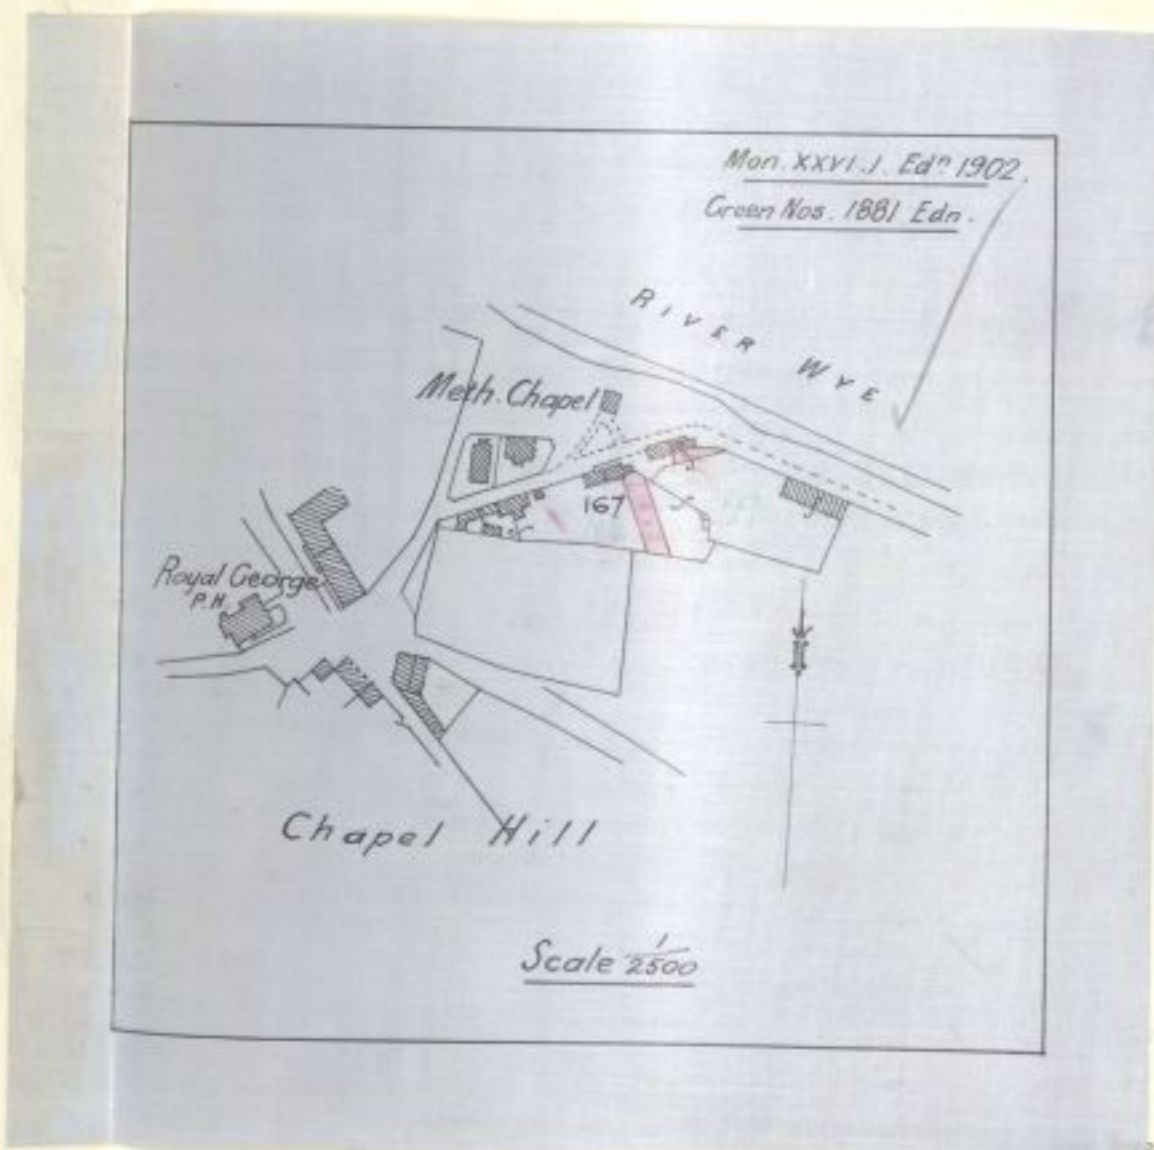 Mon. XXVI.1. Edⁿ 1902.
Green Nos. 1881 Edn.
RIVER WYE
Meth. Chapel
167
Royal George
P.H.
Chapel Hill
Scale 1/2500